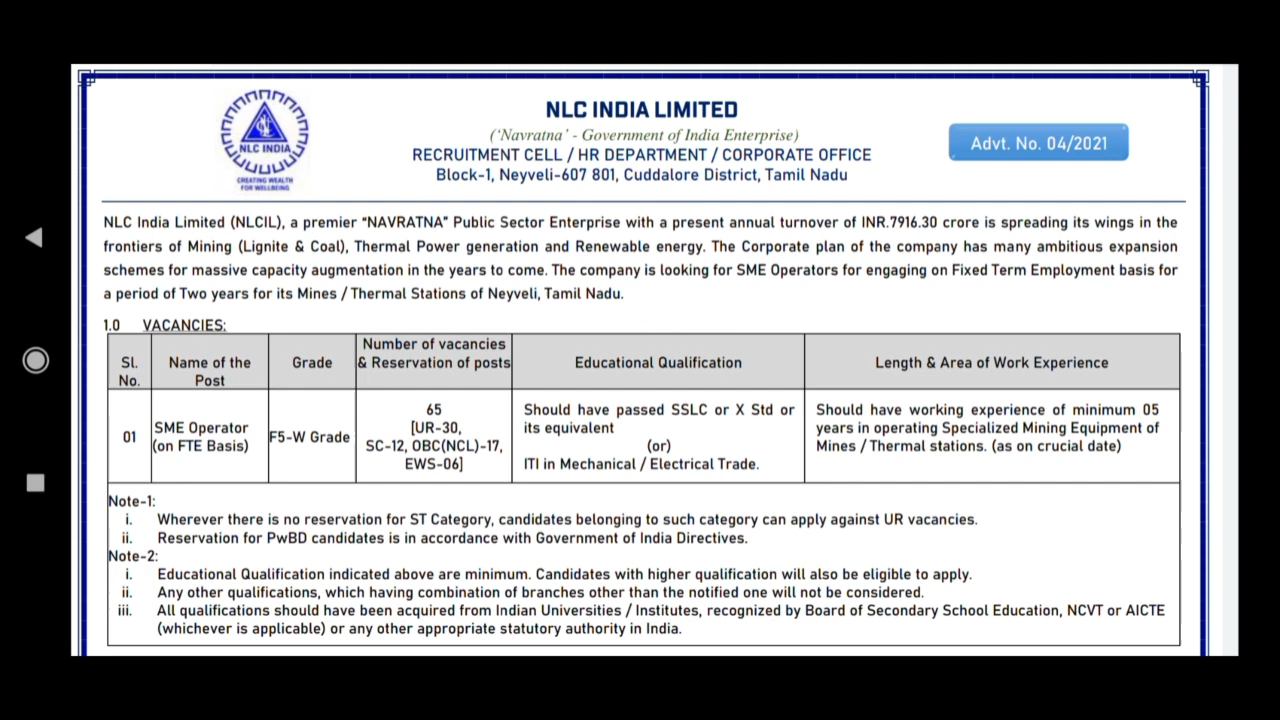 NLC INDIA LIMITED
('Navratna' - Government of India Enterprise)
RECRUITMENT CELL / HR DEPARTMENT / CORPORATE OFFICE
Block-1, Neyveli-607 801, Cuddalore District, Tamil Nadu
Advt. No. 04/2021
NLC INDIA
CREATING WEALTH
FOR WELLBEING
NLC India Limited (NLCIL), a premier “NAVRATNA” Public Sector Enterprise with a present annual turnover of INR.7916.30 crore is spreading its wings in the
frontiers of Mining (Lignite & Coal), Thermal Power generation and Renewable energy. The Corporate plan of the company has many ambitious expansion
schemes for massive capacity augmentation in the years to come. The company is looking for SME Operators for engaging on Fixed Term Employment basis for
a period of Two years for its Mines / Thermal Stations of Neyveli, Tamil Nadu.
1.0 VACANCIES:
Sl.
No.
Name of the
Post
Grade
Number of vacancies
& Reservation of posts
Educational Qualification
Length & Area of Work Experience
01
SME Operator
(on FTE Basis)
F5-W Grade
65
[UR-30,
SC-12, OBC(NCL)-17,
EWS-06]
Should have passed SSLC or X Std or
its equivalent
(or)
ITI in Mechanical / Electrical Trade.
Should have working experience of minimum 05
years in operating Specialized Mining Equipment of
Mines / Thermal stations. (as on crucial date)
Note-1:
i. Wherever there is no reservation for ST Category, candidates belonging to such category can apply against UR vacancies.
ii. Reservation for PwBD candidates is in accordance with Government of India Directives.
Note-2:
i. Educational Qualification indicated above are minimum. Candidates with higher qualification will also be eligible to apply.
ii. Any other qualifications, which having combination of branches other than the notified one will not be considered.
iii. All qualifications should have been acquired from Indian Universities / Institutes, recognized by Board of Secondary School Education, NCVT or AICTE
(whichever is applicable) or any other appropriate statutory authority in India.